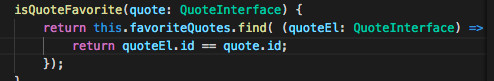 isQuoteFavorite(quote: QuoteInterface) {
return this.favoriteQuotes.find( (quoteEl: QuoteInterface) =>
return quoteEl.id == quote.id;
});